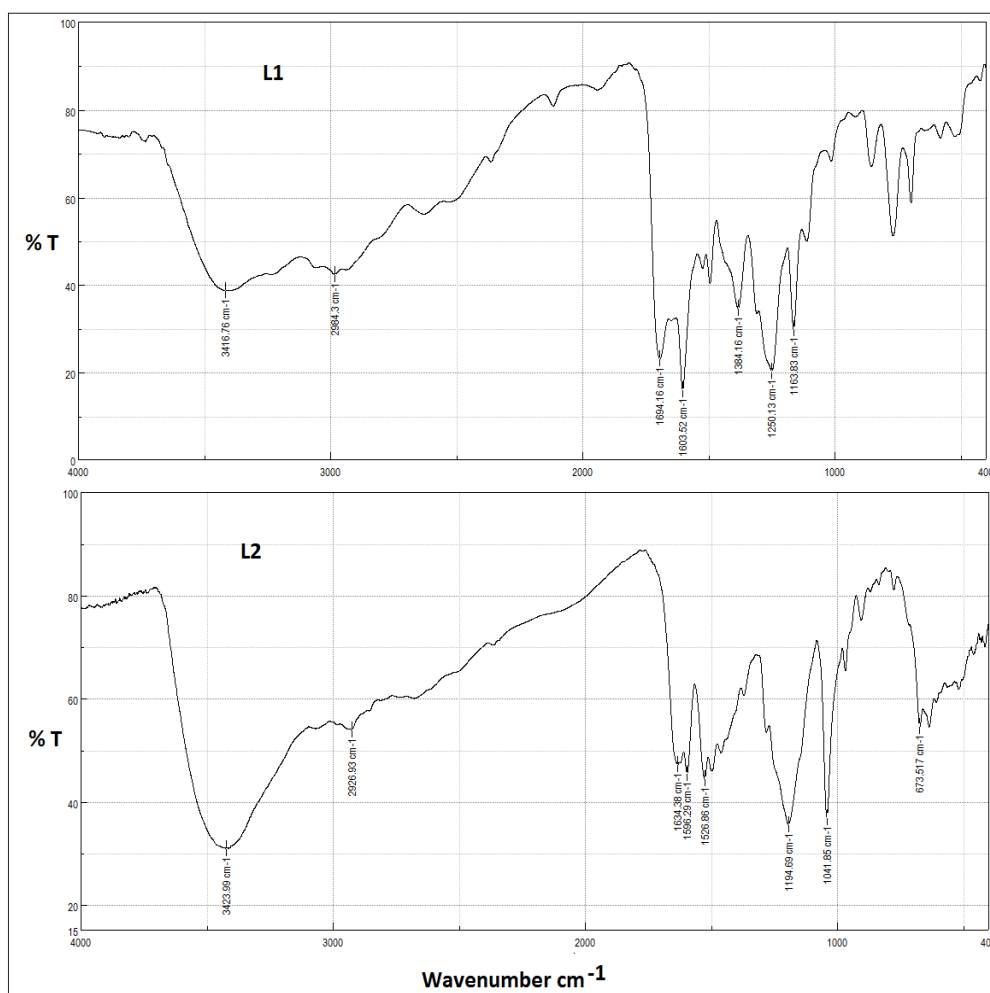 100
L1
80
60
% T
40
20
0
3416.76 cm-1
2984.3 cm-1
1694.16 cm-1
1603.52 cm-1
1384.16 cm-1
1250.13 cm-1
1163.83 cm-1
4000 3000 2000 1000 400
100
L2
80
60
% T
40
20
15
3423.99 cm-1
2926.93 cm-1
1634.38 cm-1
1596.29 cm-1
1526.86 cm-1
1194.69 cm-1
1041.85 cm-1
673.517 cm-1
4000 3000 2000 1000 400
Wavenumber cm-1